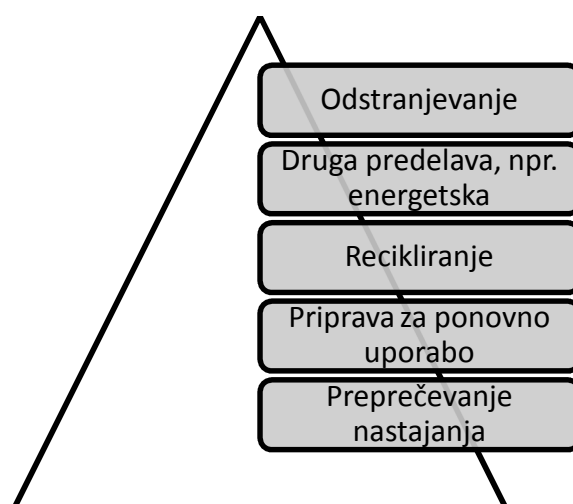 Odstranjevanje
Druga predelava, npr.
energetska
Recikliranje
Priprava za ponovno
uporabo
Preprečevanje
nastajanja